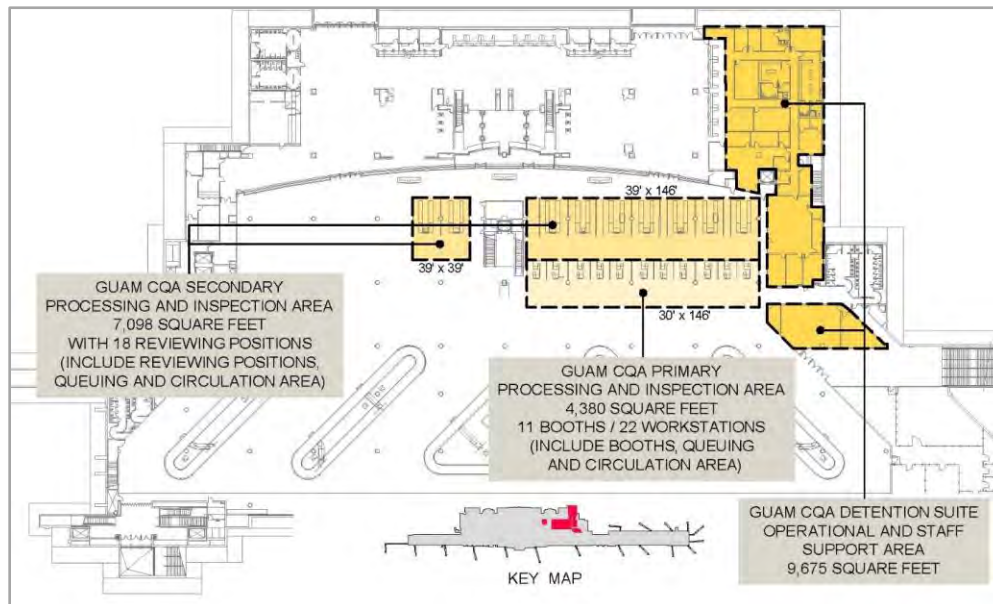 39' x 146'
39' x 39'
30' x 146'
GUAM CQA SECONDARY
PROCESSING AND INSPECTION AREA
7,098 SQUARE FEET
WITH 18 REVIEWING POSITIONS
(INCLUDE REVIEWING POSITIONS,
QUEUING AND CIRCULATION AREA)
GUAM CQA PRIMARY
PROCESSING AND INSPECTION AREA
4,380 SQUARE FEET
11 BOOTHS / 22 WORKSTATIONS
(INCLUDE BOOTHS, QUEUING
AND CIRCULATION AREA)
GUAM CQA DETENTION SUITE
OPERATIONAL AND STAFF
SUPPORT AREA
9,675 SQUARE FEET
KEY MAP